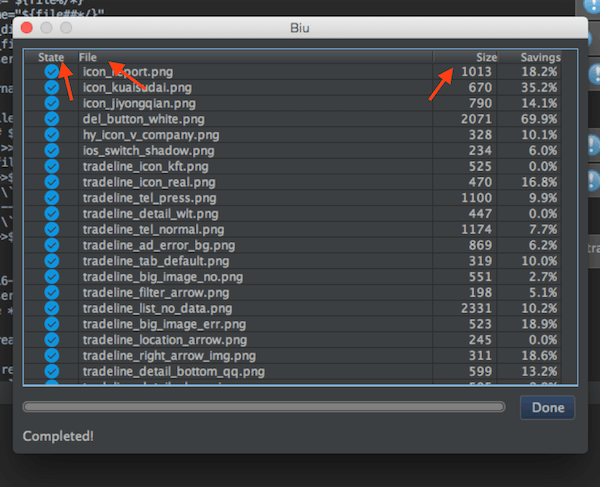 me="${file##*/}"
Biu
State File Size Savings
icon_report.png 1013 18.2%
icon_kuaisudai.png 670 35.2%
icon_jiyongqian.png 790 14.1%
del_button_white.png 2071 69.9%
hy_icon_v_company.png 328 10.1%
ios_switch_shadow.png 234 6.0%
tradeline_icon_kft.png 525 0.0%
tradeline_icon_real.png 470 16.8%
tradeline_tel_press.png 1100 9.9%
tradeline_detail_wlt.png 447 0.0%
tradeline_tel_normal.png 1174 7.7%
tradeline_ad_error_bg.png 869 6.2%
tradeline_tab_default.png 319 10.0%
tradeline_big_image_no.png 551 2.7%
tradeline_filter_arrow.png 198 5.1%
tradeline_list_no_data.png 2331 10.2%
tradeline_big_image_err.png 523 18.9%
tradeline_location_arrow.png 245 0.0%
tradeline_right_arrow_img.png 311 18.6%
tradeline_detail_bottom_qq.png 599 13.2%
Done
Completed!